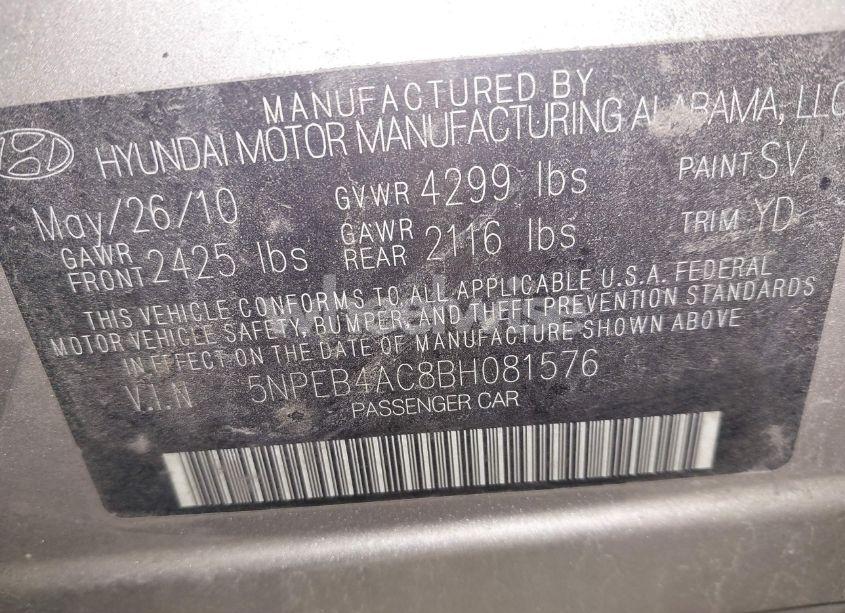 MANUFACTURED BY
HYUNDAI MOTOR MANUFACTURING ALABAMA, LLC
May/26/10 GVWR 4299 lbs PAINT SV
GAWR FRONT 2425 lbs GAWR REAR 2116 lbs TRIM YD
THIS VEHICLE CONFORMS TO ALL APPLICABLE U.S.A. FEDERAL
MOTOR VEHICLE SAFETY, BUMPER, AND THEFT PREVENTION STANDARDS
IN EFFECT ON THE DATE OF MANUFACTURE SHOWN ABOVE
V.I.N 5NPEB4AC8BH081576
PASSENGER CAR